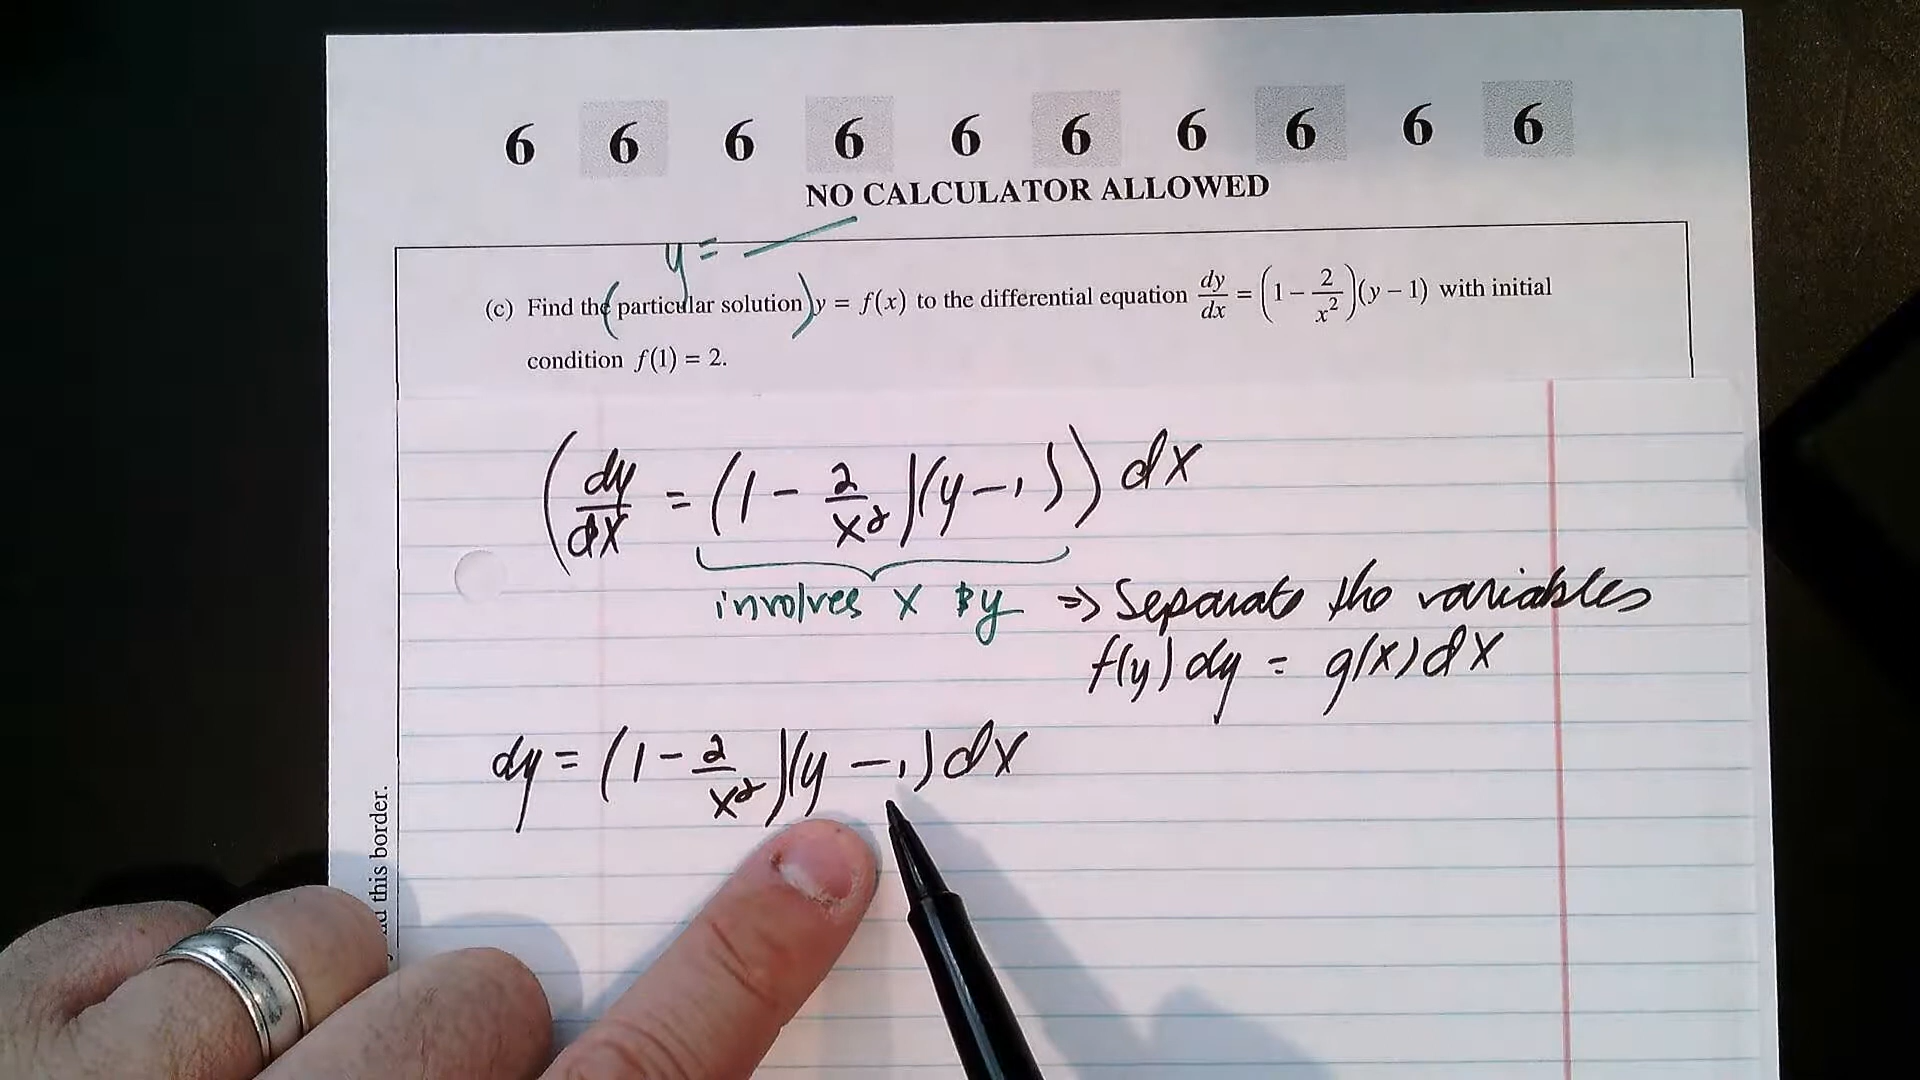 6 6 6 6 6 6 6 6 6 6
NO CALCULATOR ALLOWED
y = —
(c) Find the (particular solution) y = f(x) to the differential equation dy/dx = (1 − 2/x²)(y − 1) with initial
condition f(1) = 2.
(dy/dx = (1 − 2/x²)(y − 1)) dx
involves x & y ⇒ Separate the variables
f(y) dy = g(x) dx
dy = (1 − 2/x²)(y − 1) dx
this border.